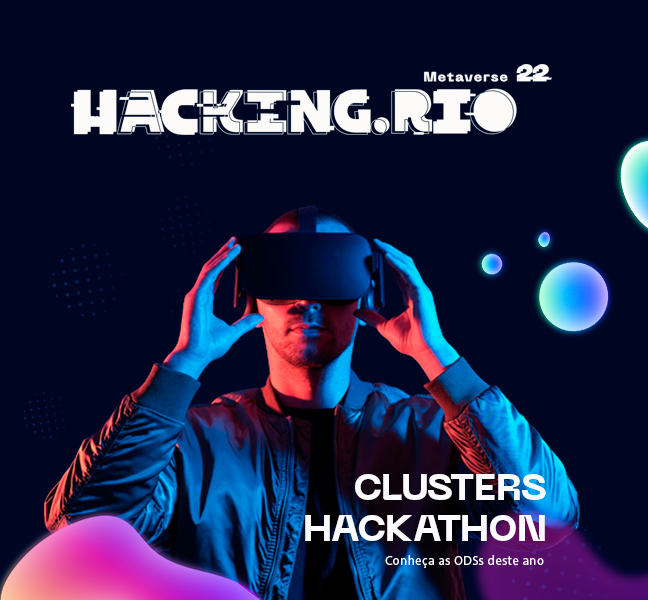 Metaverse 22
HACKING.RIO
CLUSTERS
HACKATHON
Conheça as ODSs deste ano